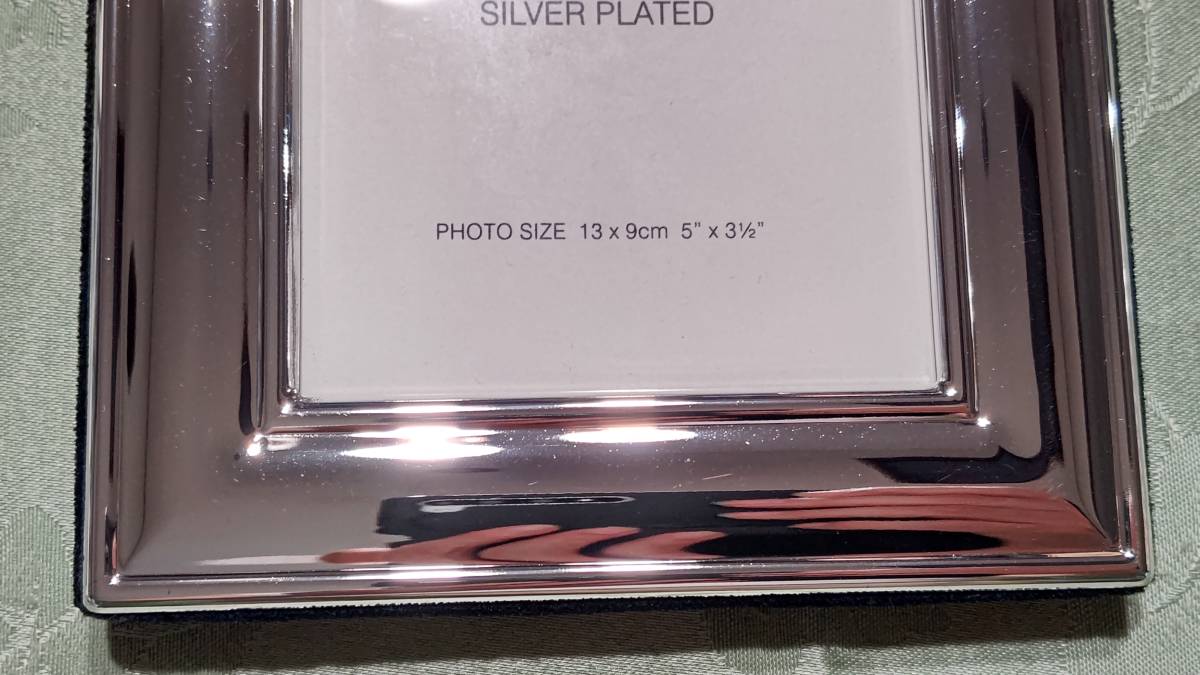 SILVER PLATED
PHOTO SIZE 13 x 9cm 5" x 3½"